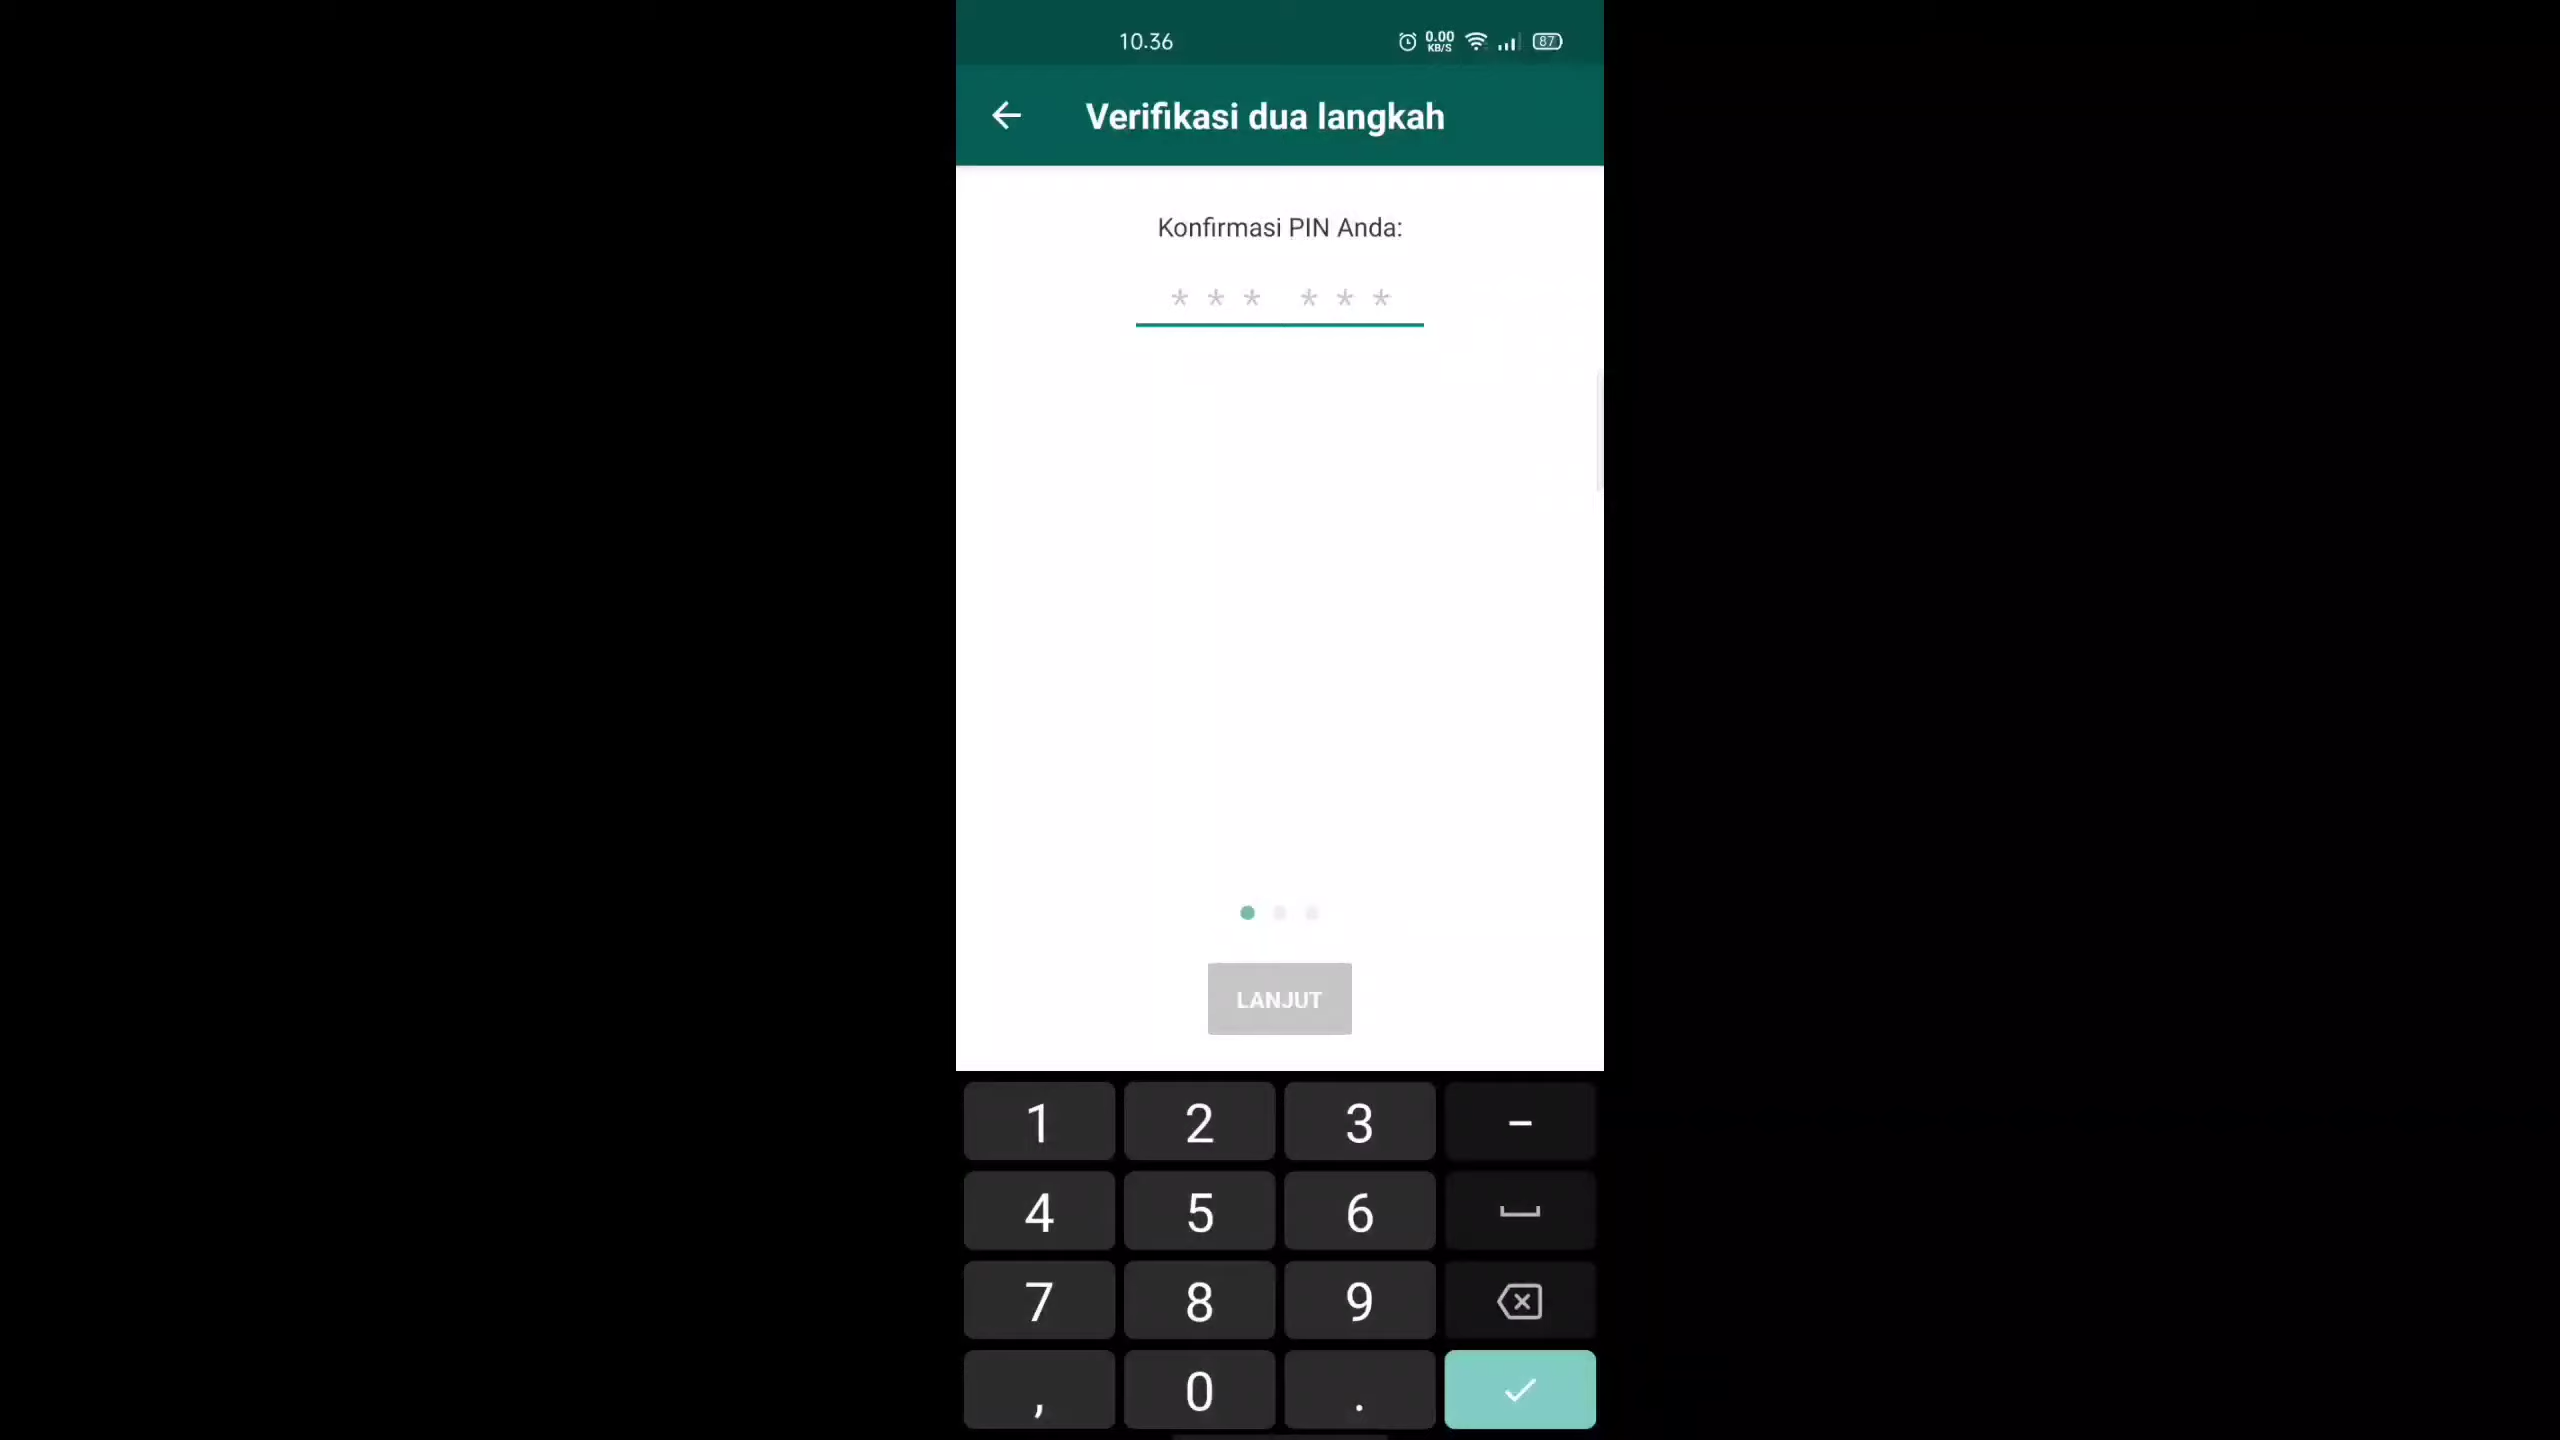 10.36 0.00 KB/S 87
Verifikasi dua langkah
Konfirmasi PIN Anda:
*** ***
LANJUT
1 2 3 -
4 5 6
7 8 9
, 0 .